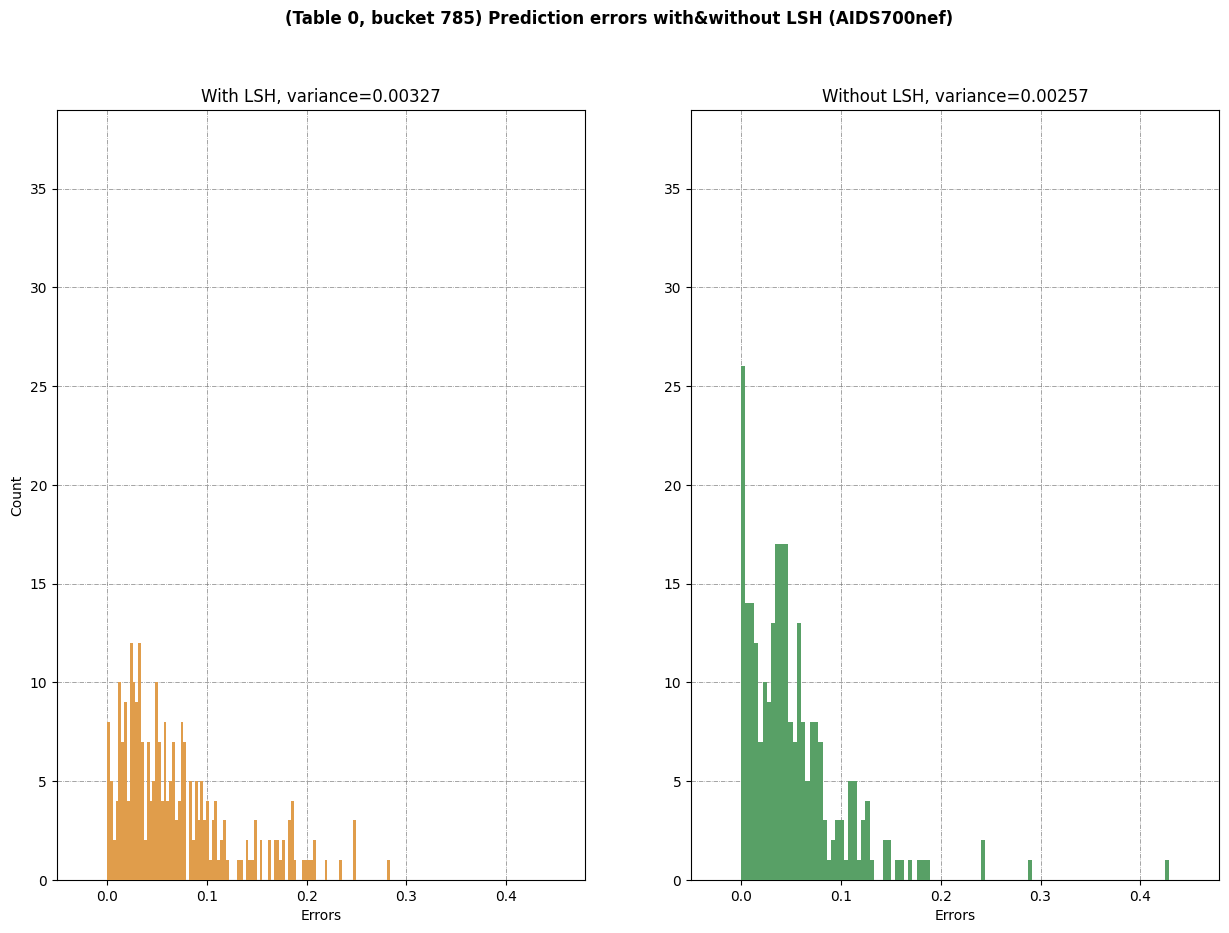 (Table 0, bucket 785) Prediction errors with&without LSH (AIDS700nef)
With LSH, variance=0.00327
35
30
25
20
15
10
5
0
Count
0.0 0.1 0.2 0.3 0.4
Errors
Without LSH, variance=0.00257
35
30
25
20
15
10
5
0
0.0 0.1 0.2 0.3 0.4
Errors